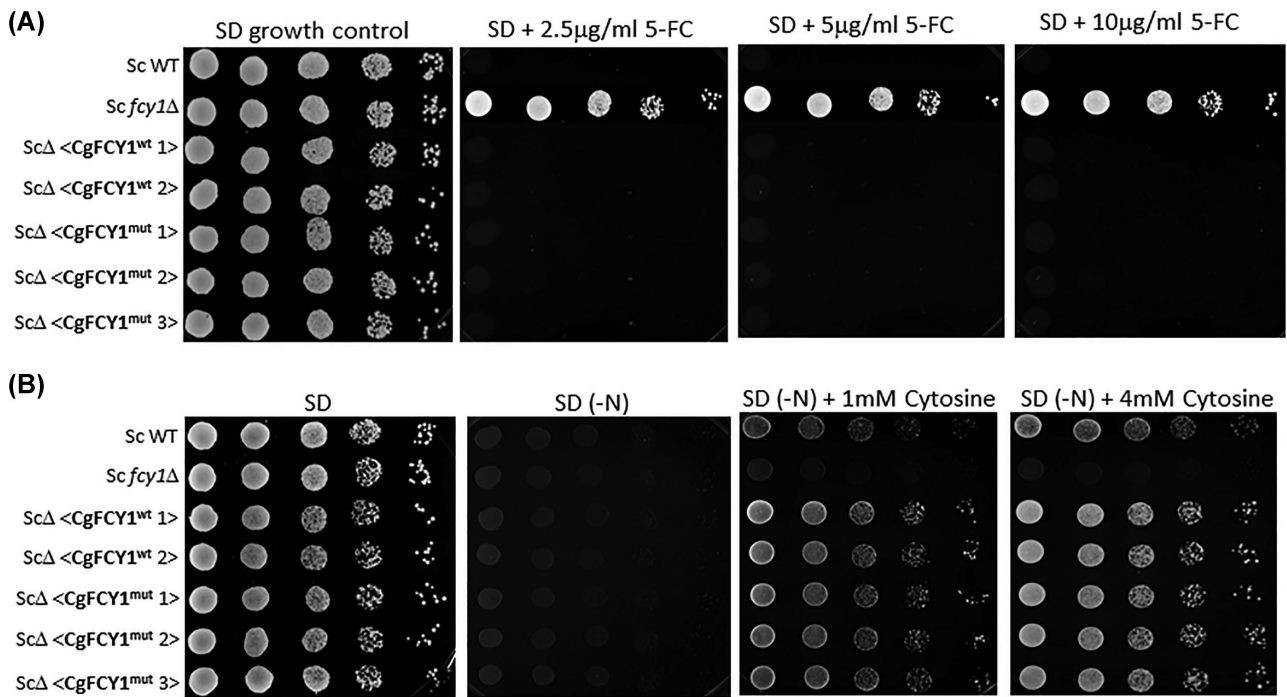 (A)
SD growth control
SD + 2.5µg/ml 5-FC
SD + 5µg/ml 5-FC
SD + 10µg/ml 5-FC
Sc WT
Sc fcy1Δ
ScΔ <CgFCY1wt 1>
ScΔ <CgFCY1wt 2>
ScΔ <CgFCY1mut 1>
ScΔ <CgFCY1mut 2>
ScΔ <CgFCY1mut 3>
(B)
SD
SD (-N)
SD (-N) + 1mM Cytosine
SD (-N) + 4mM Cytosine
Sc WT
Sc fcy1Δ
ScΔ <CgFCY1wt 1>
ScΔ <CgFCY1wt 2>
ScΔ <CgFCY1mut 1>
ScΔ <CgFCY1mut 2>
ScΔ <CgFCY1mut 3>